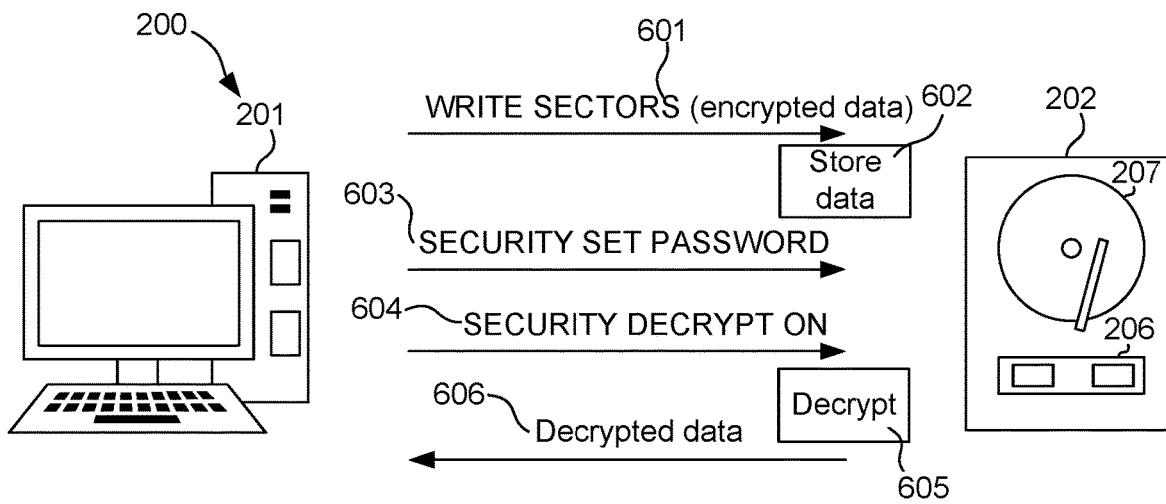 200
601
201
WRITE SECTORS (encrypted data)
602
202
Store
data
207
603
SECURITY SET PASSWORD
604
SECURITY DECRYPT ON
206
606
Decrypted data
Decrypt
605